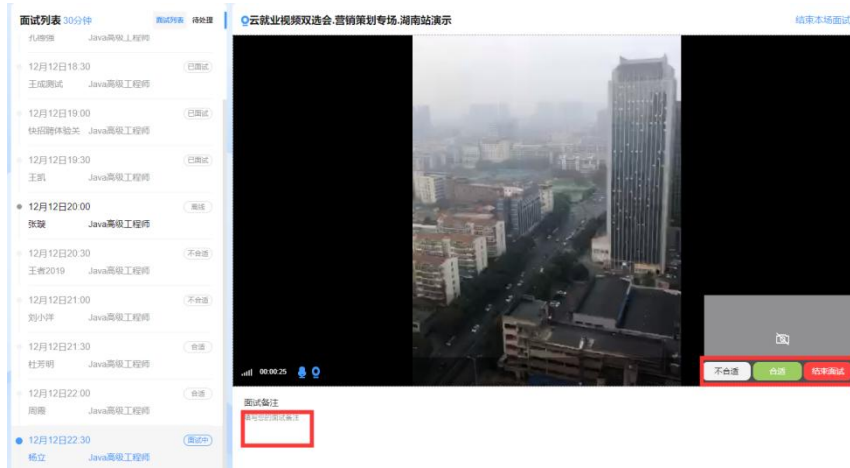 面试列表 30分钟
面试列表 待处理
Java高级工程师
12月12日18:30 已面试
王成测试 Java高级工程师
12月12日19:00 已面试
快招聘体验关 Java高级工程师
12月12日19:30 已面试
王凯 Java高级工程师
12月12日20:00 离线
张璇 Java高级工程师
12月12日20:30 不合适
王者2019 Java高级工程师
12月12日21:00 不合适
刘小洋 Java高级工程师
12月12日21:30 合适
杜芳明 Java高级工程师
12月12日22:00 合适
周霞 Java高级工程师
12月12日22:30 面试中
杨立 Java高级工程师
云就业视频双选会.营销策划专场.湖南站演示
结束本场面试
00:00:25
不合适 合适 结束面试
面试备注
填写您的面试备注